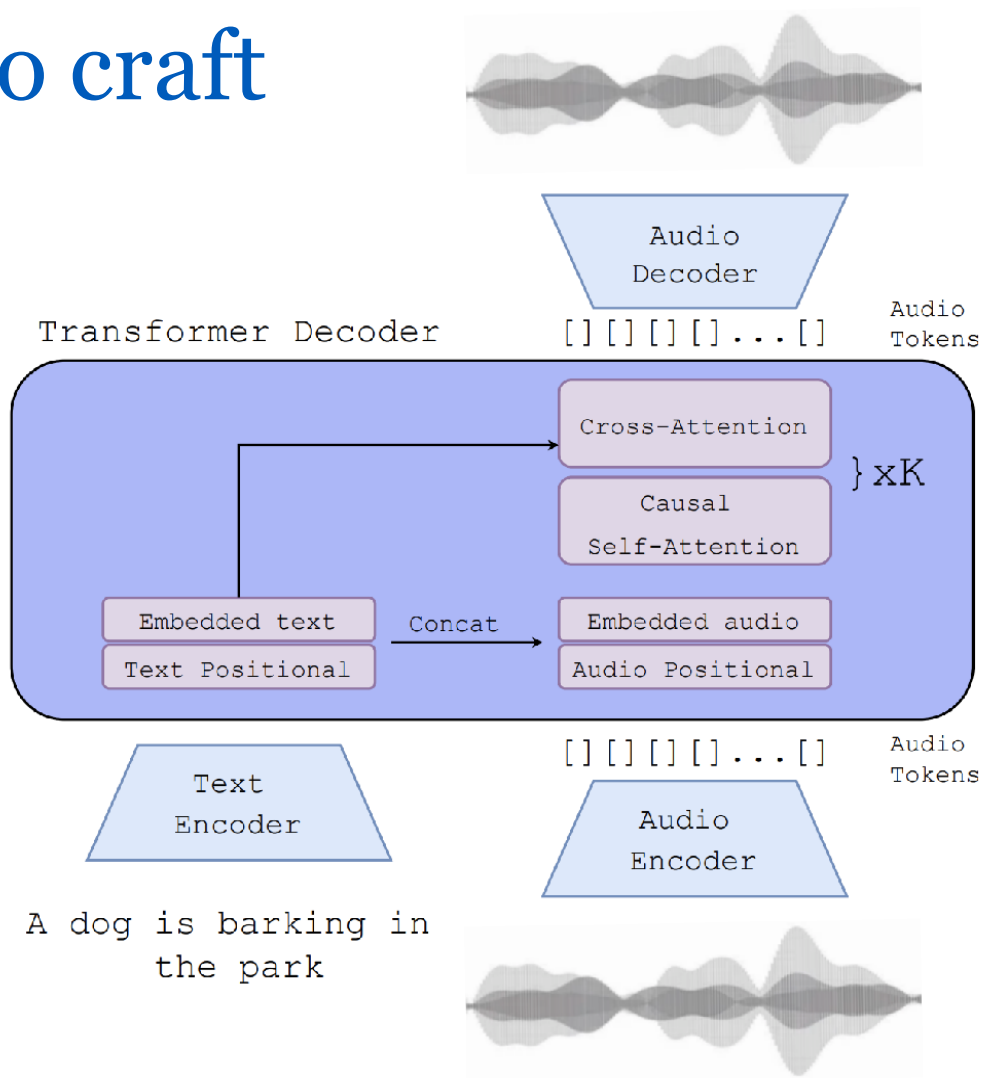 o craft
Audio
Decoder
Transformer Decoder
[][][][]...[]
Audio
Tokens
Cross-Attention
}xK
Causal
Self-Attention
Embedded text
Concat
Embedded audio
Text Positional
Audio Positional
[][][][]...[]
Audio
Tokens
Text
Encoder
Audio
Encoder
A dog is barking in
the park